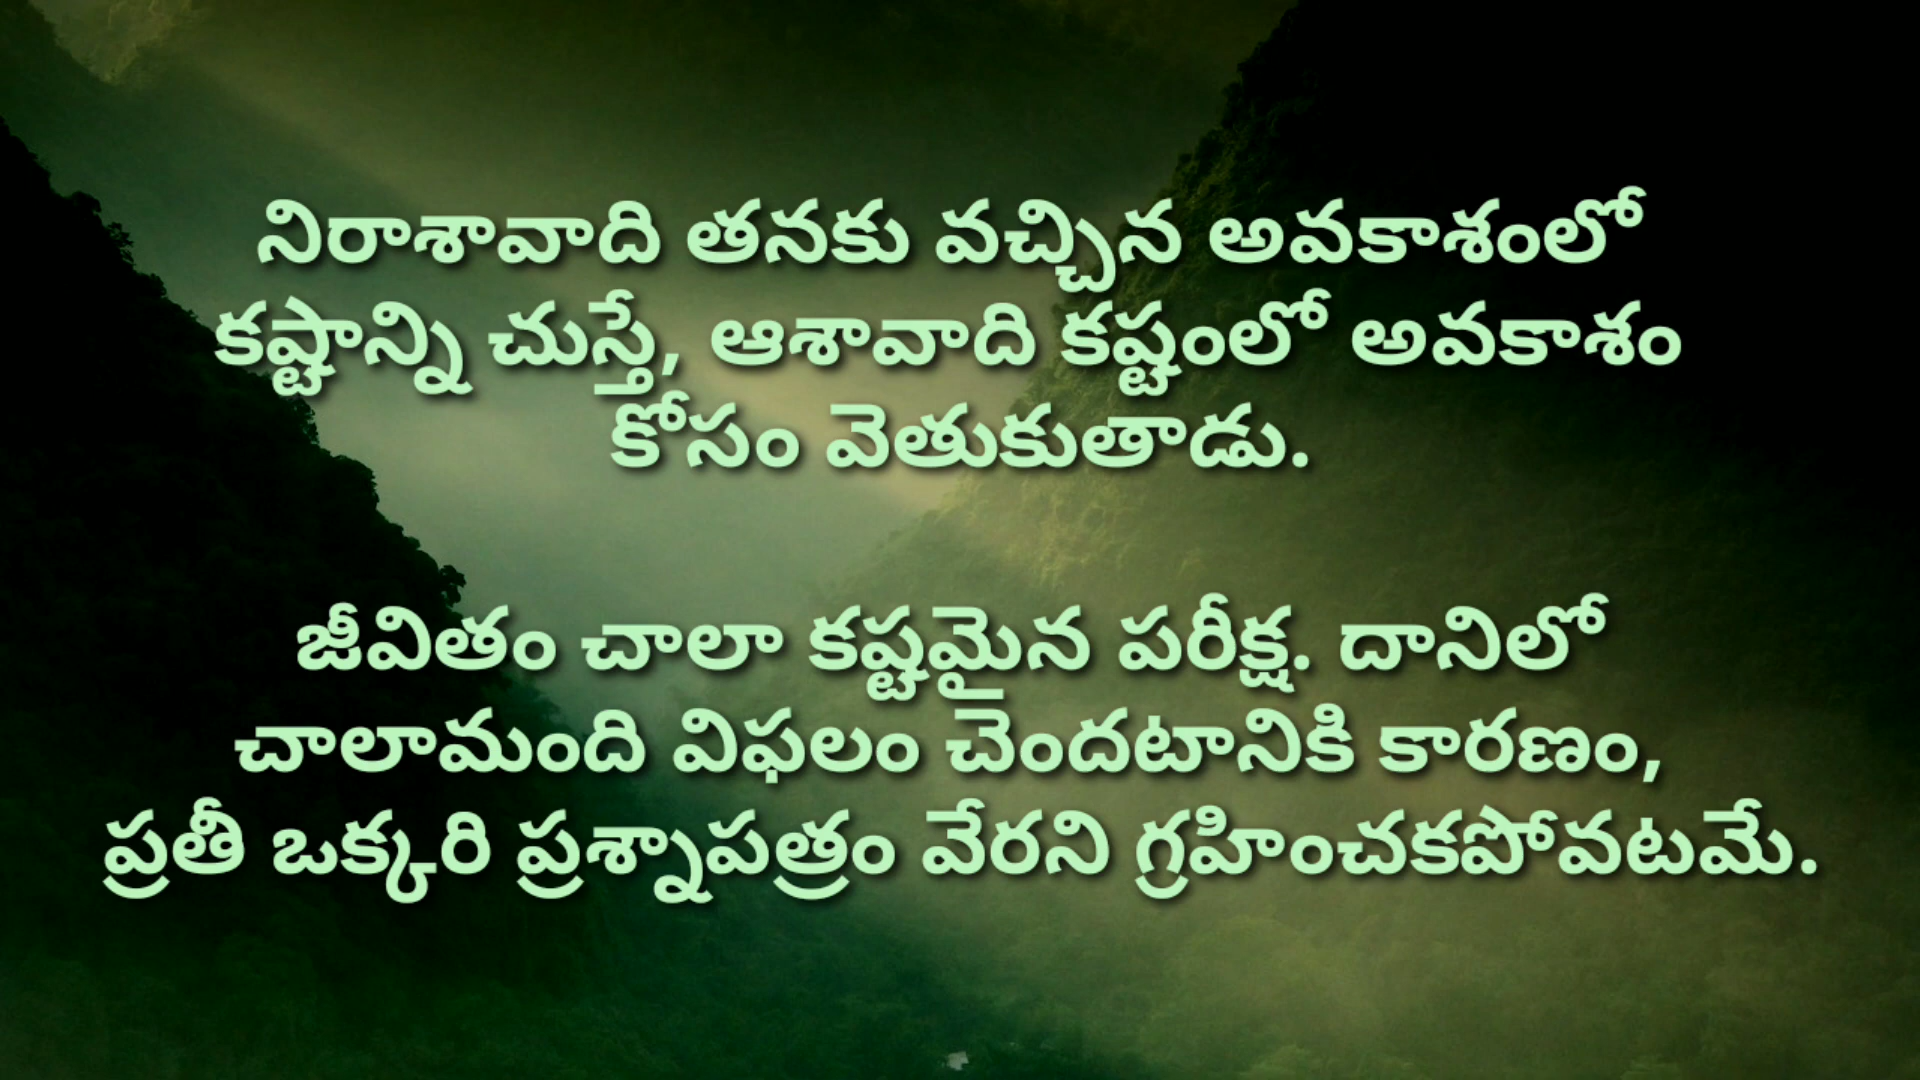 నిరాశావాది తనకు వచ్చిన అవకాశంలో
కష్టాన్ని చుస్తే, ఆశావాది కష్టంలో అవకాశం
కోసం వెతుకుతాడు.
జీవితం చాలా కష్టమైన పరీక్ష. దానిలో
చాలామంది విఫలం చెందటానికి కారణం,
ప్రతీ ఒక్కరి ప్రశ్నాపత్రం వేరని గ్రహించకపోవటమే.